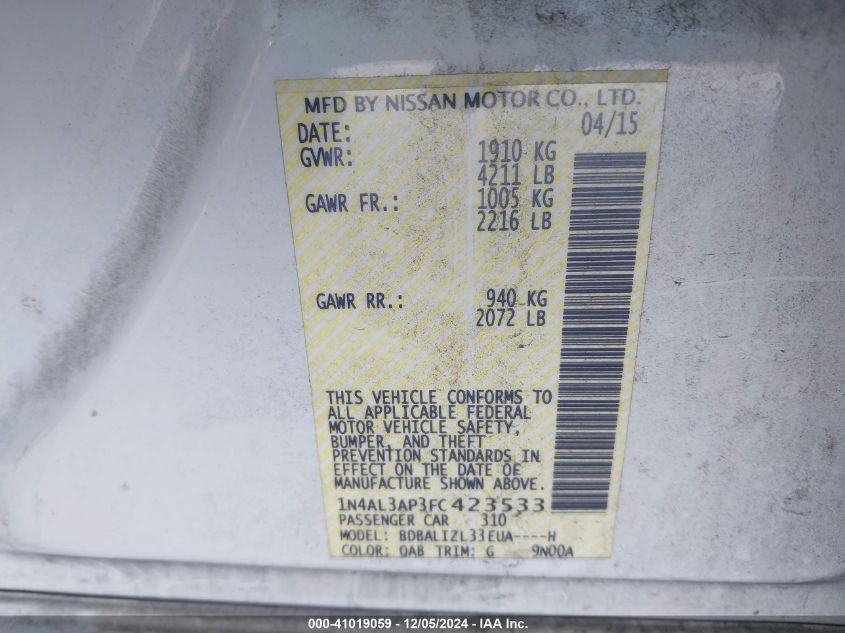 MFD BY NISSAN MOTOR CO., LTD.
DATE: 04/15
GVWR: 1910 KG
4211 LB
GAWR FR.: 1005 KG
2216 LB
GAWR RR.: 940 KG
2072 LB
THIS VEHICLE CONFORMS TO
ALL APPLICABLE FEDERAL
MOTOR VEHICLE SAFETY,
BUMPER, AND THEFT
PREVENTION STANDARDS IN
EFFECT ON THE DATE OF
MANUFACTURE SHOWN ABOVE.
1N4AL3AP3FC423533
PASSENGER CAR 310
MODEL: BDBALIZL33EUA----H
COLOR: QAB TRIM: G 9N00A
000-41019059 - 12/05/2024 - IAA Inc.